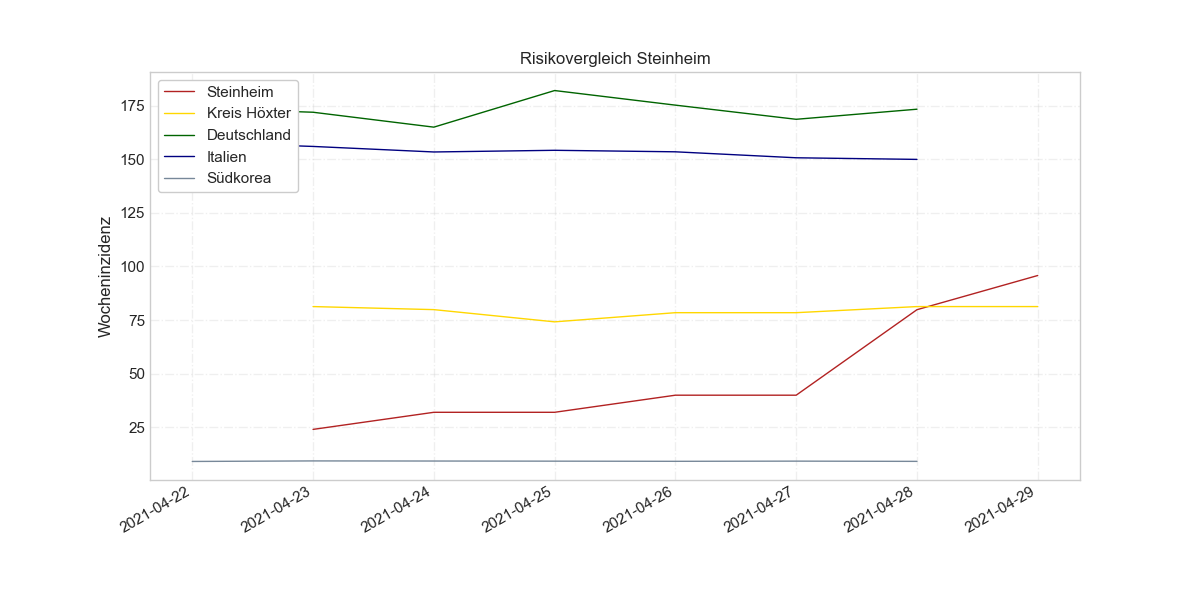 Risikovergleich Steinheim
Steinheim
Kreis Höxter
Deutschland
Italien
Südkorea
Wocheninzidenz
175
150
125
100
75
50
25
2021-04-22
2021-04-23
2021-04-24
2021-04-25
2021-04-26
2021-04-27
2021-04-28
2021-04-29